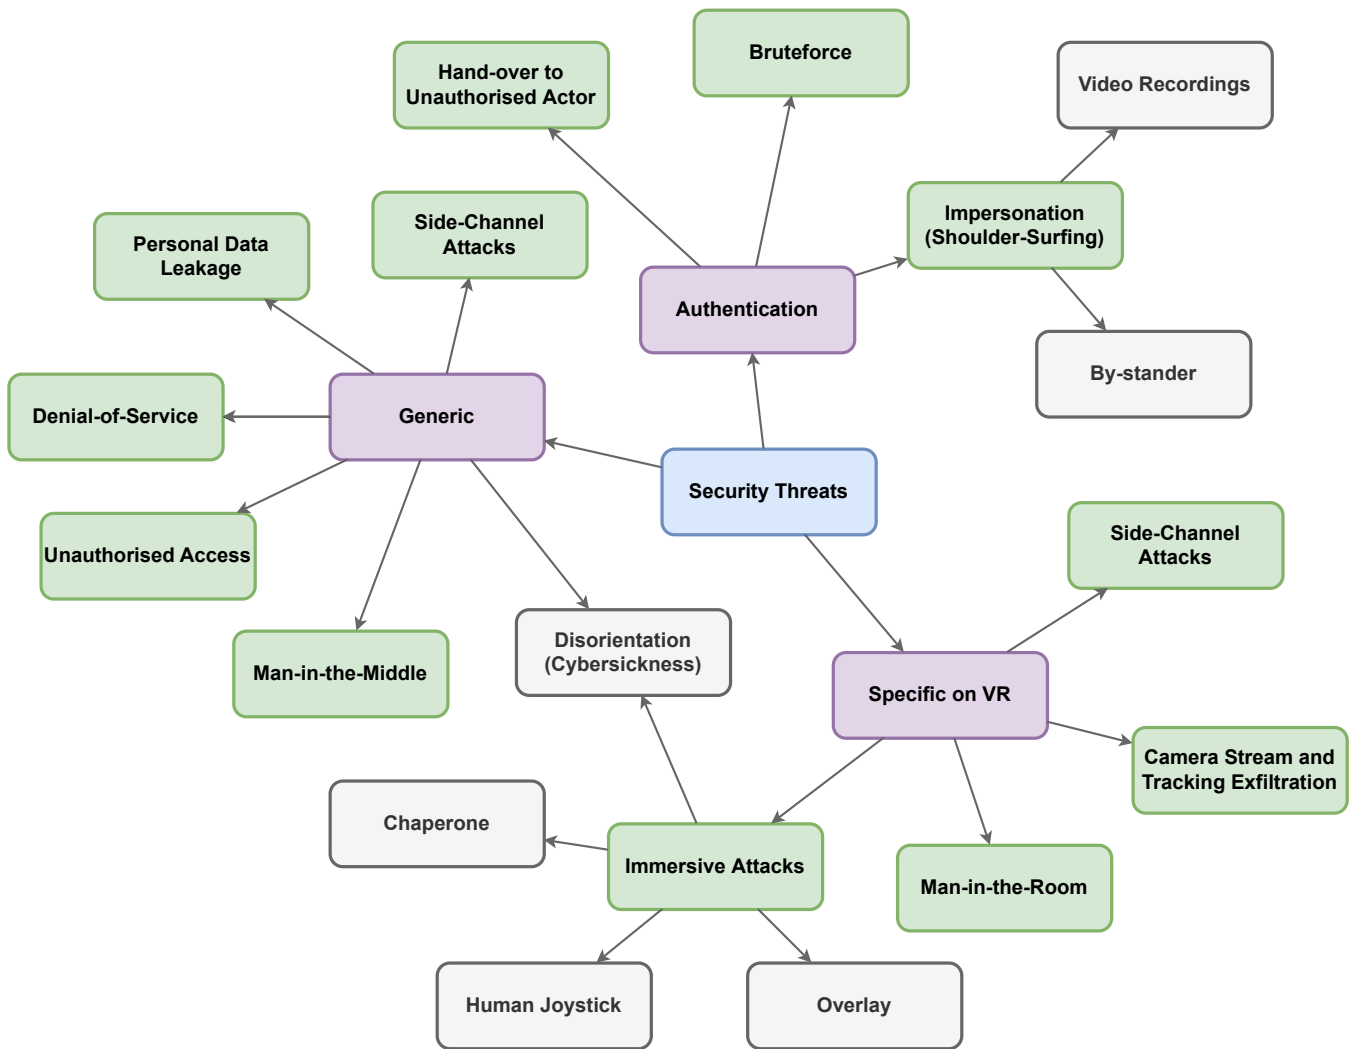 Bruteforce
Hand-over to
Unauthorised Actor
Video Recordings
Side-Channel
Attacks
Impersonation
(Shoulder-Surfing)
Personal Data
Leakage
Authentication
By-stander
Denial-of-Service
Generic
Security Threats
Unauthorised Access
Side-Channel
Attacks
Disorientation
(Cybersickness)
Man-in-the-Middle
Specific on VR
Camera Stream and
Tracking Exfiltration
Chaperone
Immersive Attacks
Man-in-the-Room
Human Joystick
Overlay